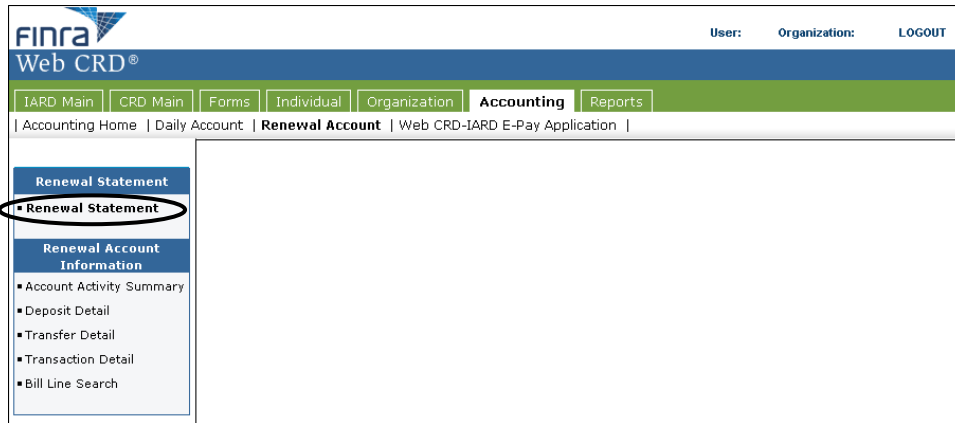 FINRA
User: Organization: LOGOUT
Web CRD®
IARD Main CRD Main Forms Individual Organization Accounting Reports
| Accounting Home | Daily Account | Renewal Account | Web CRD-IARD E-Pay Application |
Renewal Statement
▪ Renewal Statement
Renewal Account
Information
▪ Account Activity Summary
▪ Deposit Detail
▪ Transfer Detail
▪ Transaction Detail
▪ Bill Line Search